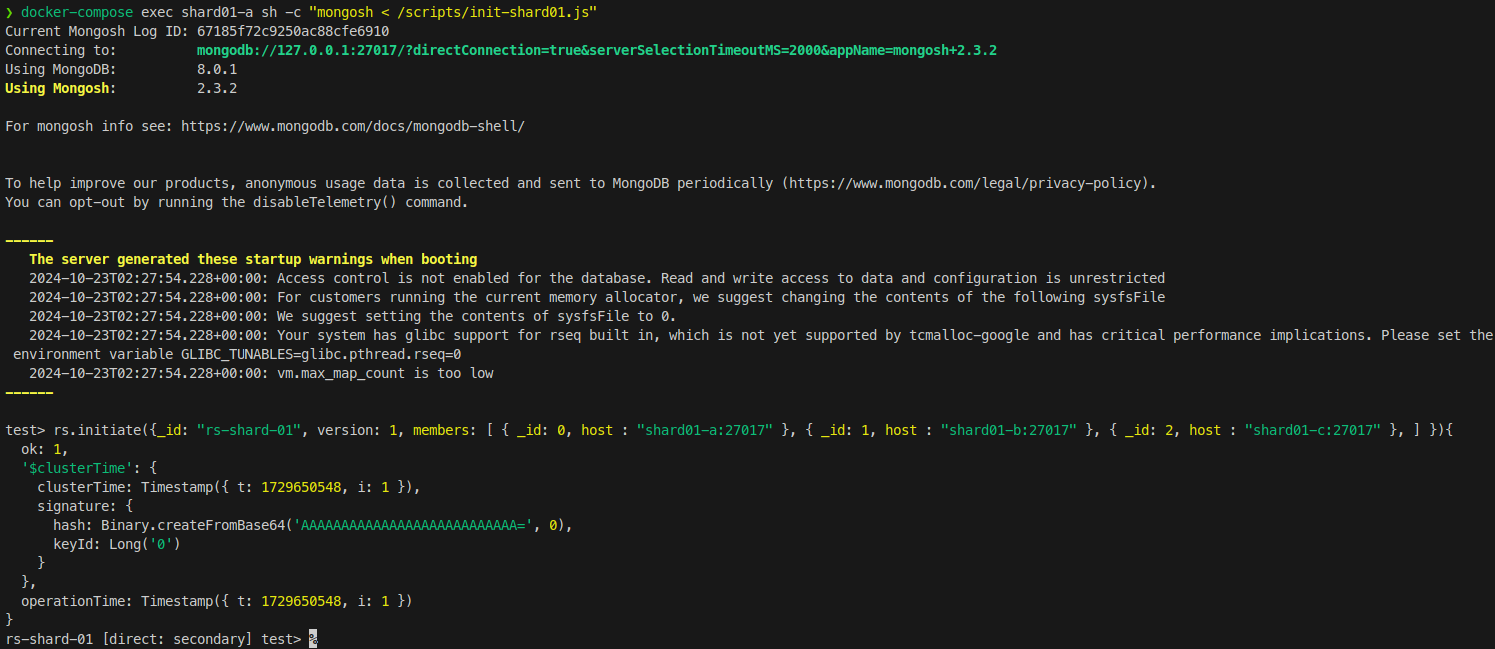 ❯ docker-compose exec shard01-a sh -c "mongosh < /scripts/init-shard01.js"
Current Mongosh Log ID: 67185f72c9250ac88cfe6910
Connecting to:          mongodb://127.0.0.1:27017/?directConnection=true&serverSelectionTimeoutMS=2000&appName=mongosh+2.3.2
Using MongoDB:          8.0.1
Using Mongosh:          2.3.2
For mongosh info see: https://www.mongodb.com/docs/mongodb-shell/
To help improve our products, anonymous usage data is collected and sent to MongoDB periodically (https://www.mongodb.com/legal/privacy-policy).
You can opt-out by running the disableTelemetry() command.
------
   The server generated these startup warnings when booting
   2024-10-23T02:27:54.228+00:00: Access control is not enabled for the database. Read and write access to data and configuration is unrestricted
   2024-10-23T02:27:54.228+00:00: For customers running the current memory allocator, we suggest changing the contents of the following sysfsFile
   2024-10-23T02:27:54.228+00:00: We suggest setting the contents of sysfsFile to 0.
   2024-10-23T02:27:54.228+00:00: Your system has glibc support for rseq built in, which is not yet supported by tcmalloc-google and has critical performance implications. Please set the
 environment variable GLIBC_TUNABLES=glibc.pthread.rseq=0
   2024-10-23T02:27:54.228+00:00: vm.max_map_count is too low
------
test> rs.initiate({_id: "rs-shard-01", version: 1, members: [ { _id: 0, host : "shard01-a:27017" }, { _id: 1, host : "shard01-b:27017" }, { _id: 2, host : "shard01-c:27017" }, ] }){
  ok: 1,
  '$clusterTime': {
    clusterTime: Timestamp({ t: 1729650548, i: 1 }),
    signature: {
      hash: Binary.createFromBase64('AAAAAAAAAAAAAAAAAAAAAAAAAAA=', 0),
      keyId: Long('0')
    }
  },
  operationTime: Timestamp({ t: 1729650548, i: 1 })
}
rs-shard-01 [direct: secondary] test> %